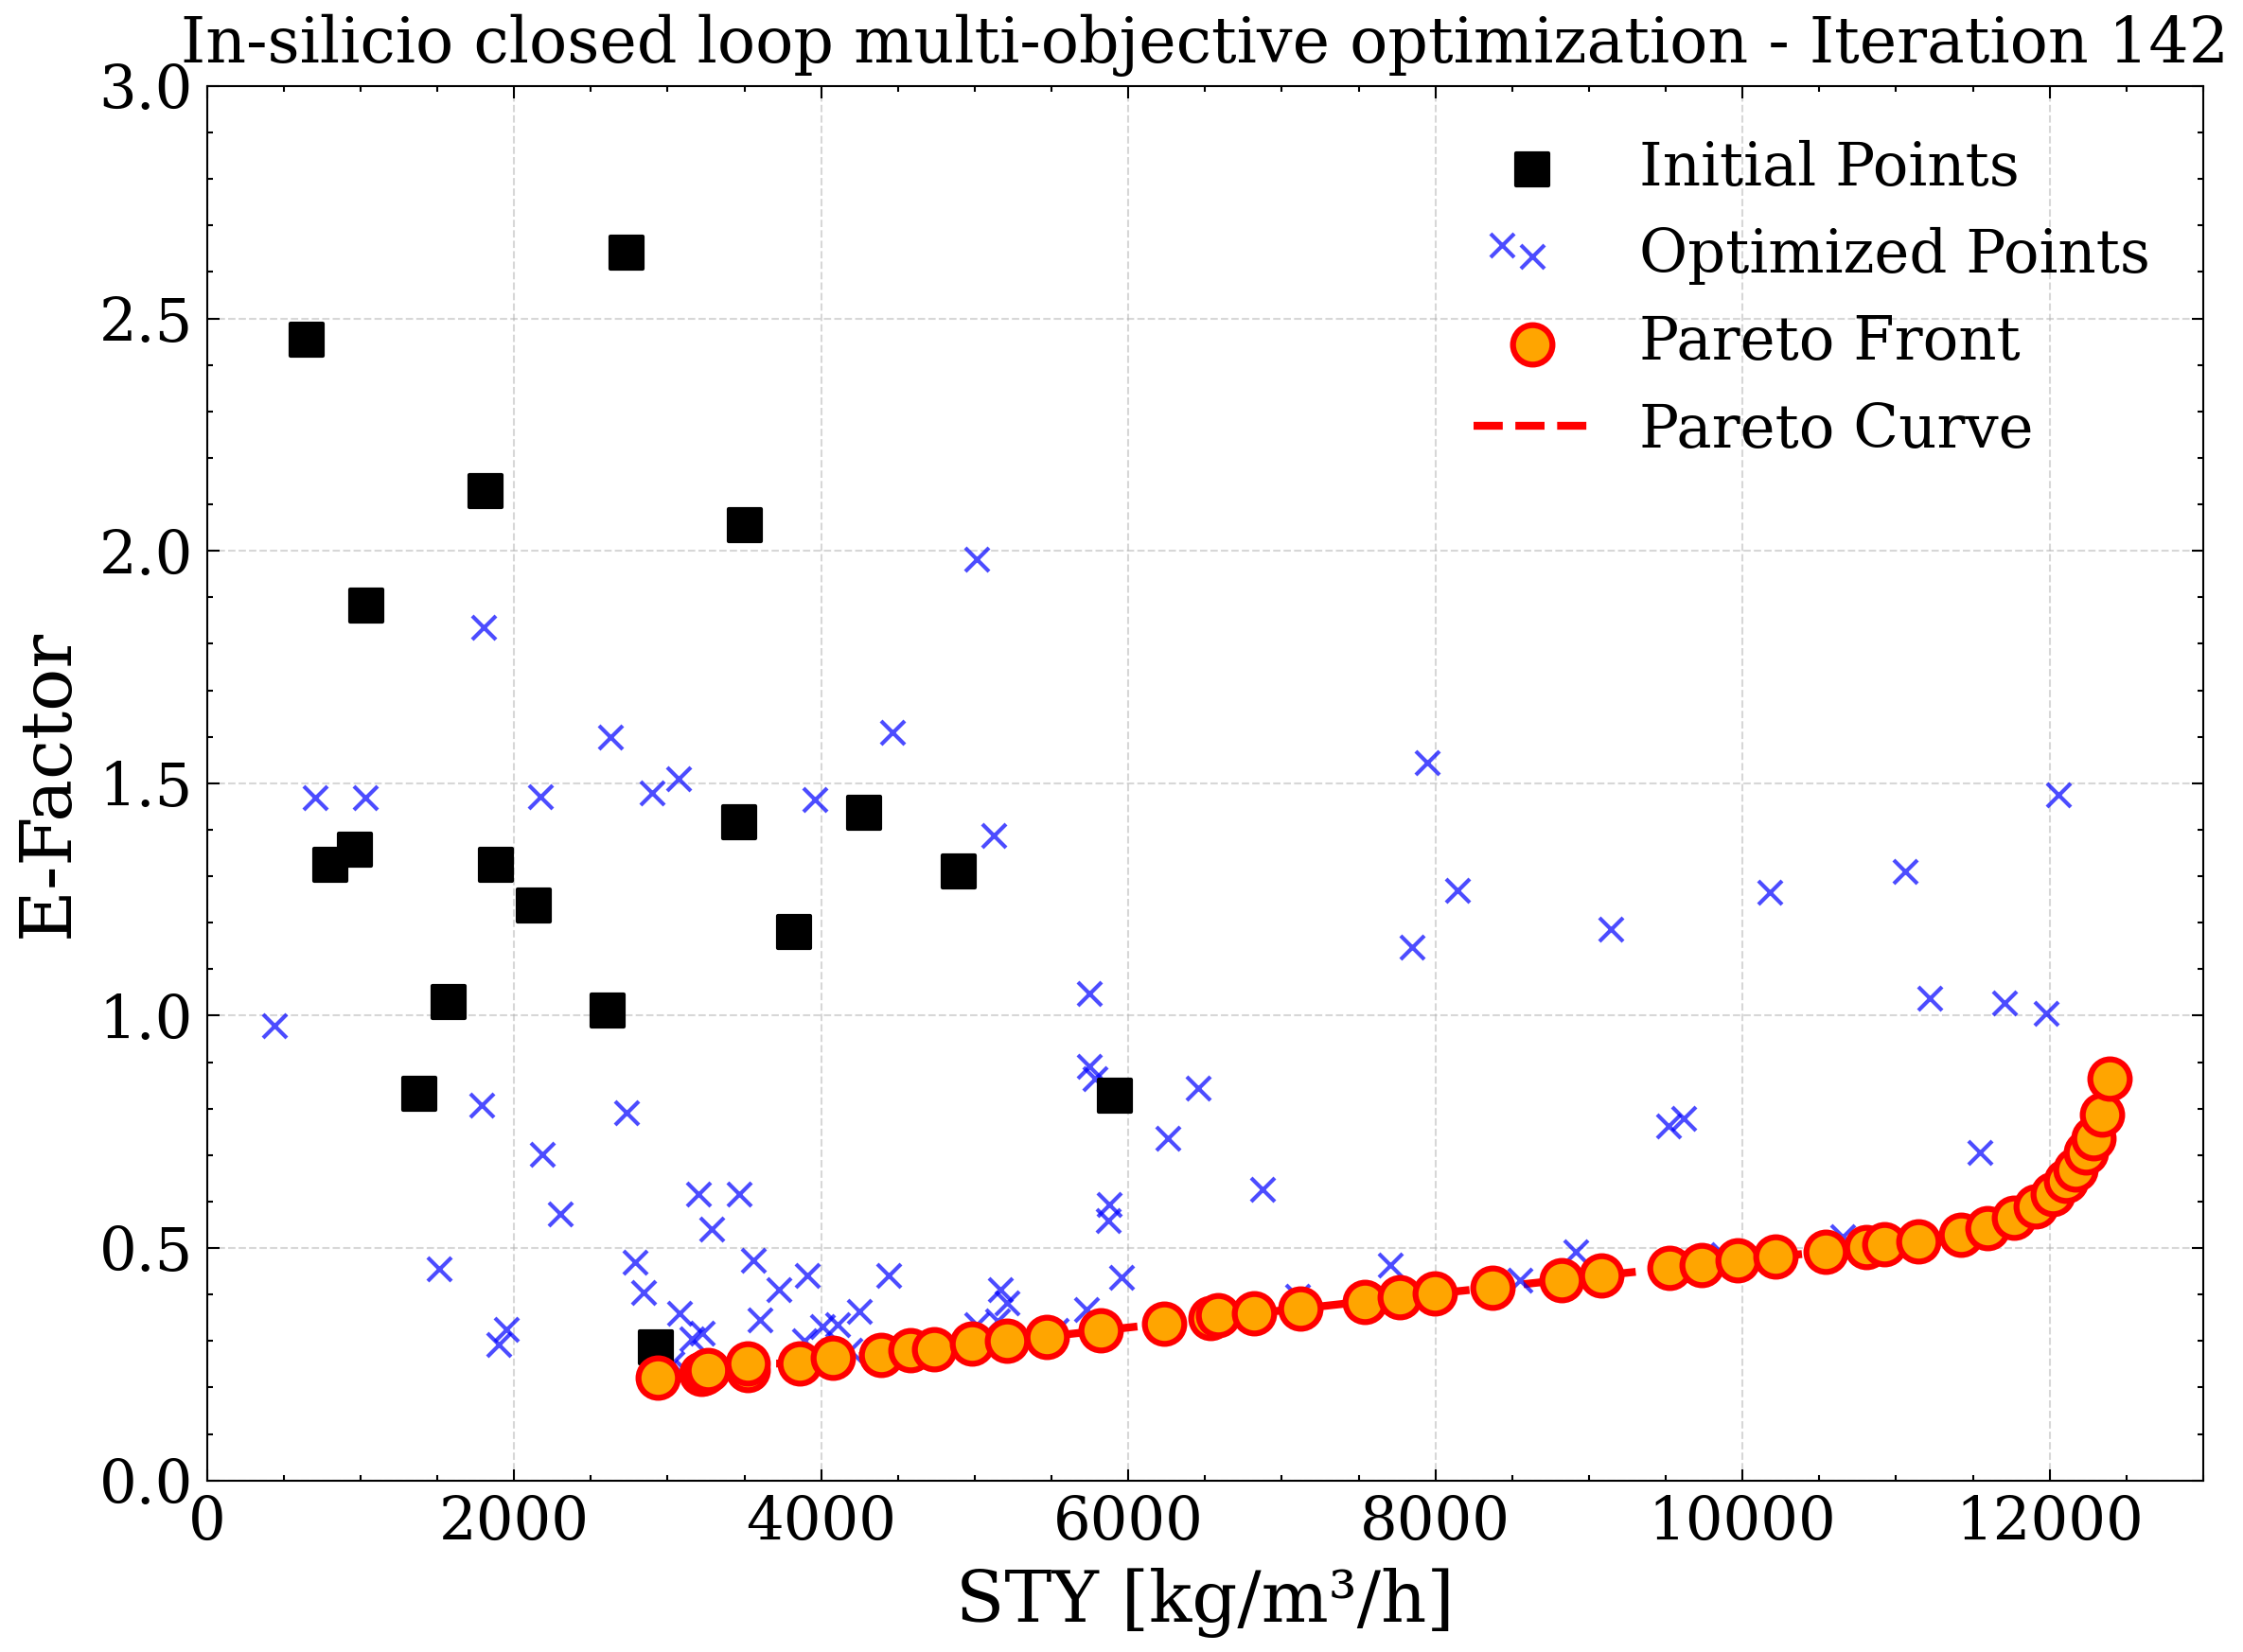 In-silicio closed loop multi-objective optimization - Iteration 142
3.0
2.5
2.0
1.5
1.0
0.5
0.0
E-Factor
Initial Points
Optimized Points
Pareto Front
Pareto Curve
0 2000 4000 6000 8000 10000 12000
STY [kg/m³/h]